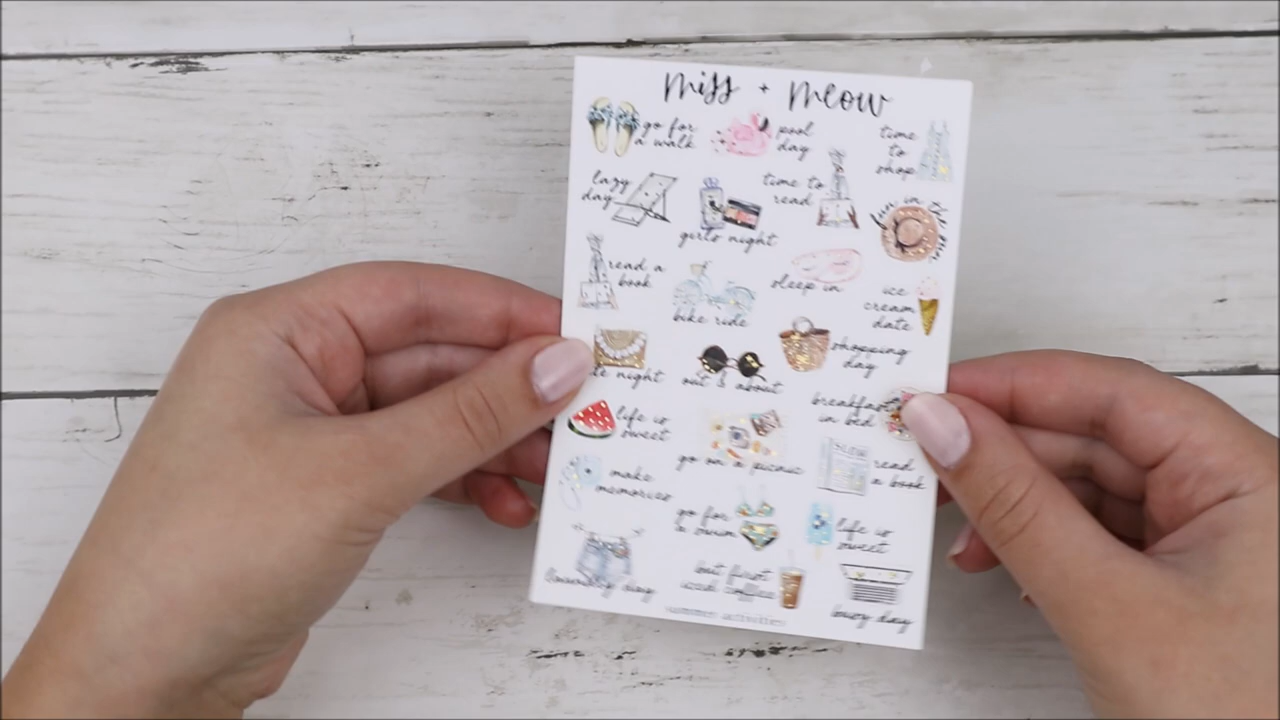 miss + meow
go for
a walk
pool
day
time
to
shop
lazy
day
girls night
time to
read
read a
book
bike ride
sleep in
ice
cream
date
night
out & about
shopping
day
life is
sweet
go on a picnic
breakfast
in bed
read
a book
make
memories
go for
a swim
life is
sweet
laundry day
but first
iced coffee
busy day
summer activities